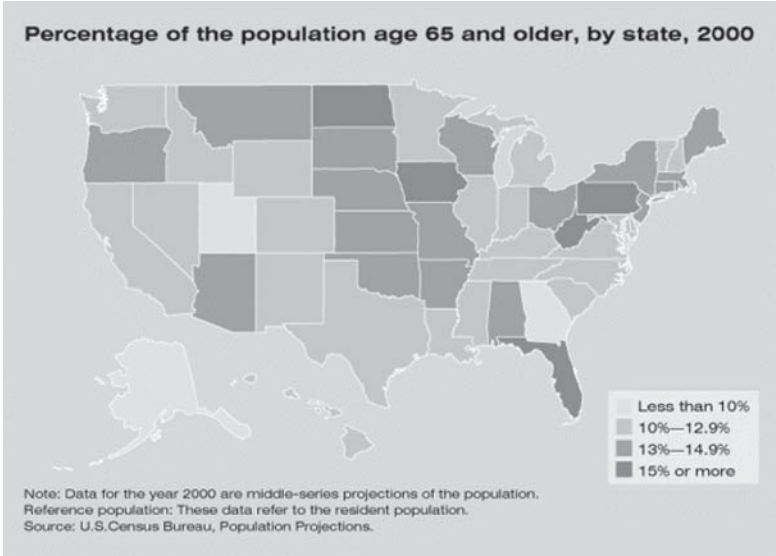 Percentage of the population age 65 and older, by state, 2000
Less than 10%
10%—12.9%
13%—14.9%
15% or more
Note: Data for the year 2000 are middle-series projections of the population.
Reference population: These data refer to the resident population.
Source: U.S.Census Bureau, Population Projections.